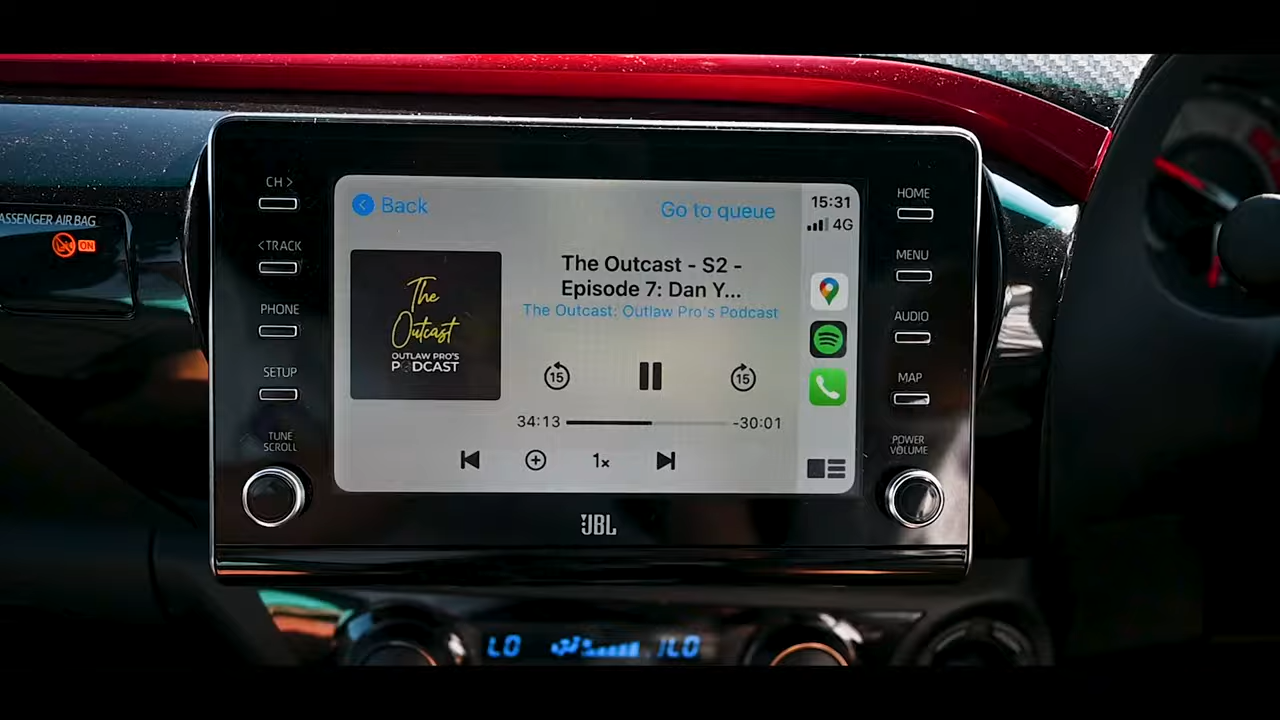 CH >
< TRACK
PHONE
SETUP
TUNE
SCROLL
ASSENGER AIR BAG
ON
Back
Go to queue
15:31
4G
The
Outcast
OUTLAW PRO'S
PODCAST
The Outcast - S2 -
Episode 7: Dan Y...
The Outcast: Outlaw Pro's Podcast
15
15
34:13
-30:01
1x
HOME
MENU
AUDIO
MAP
POWER
VOLUME
JBL
LO
LO